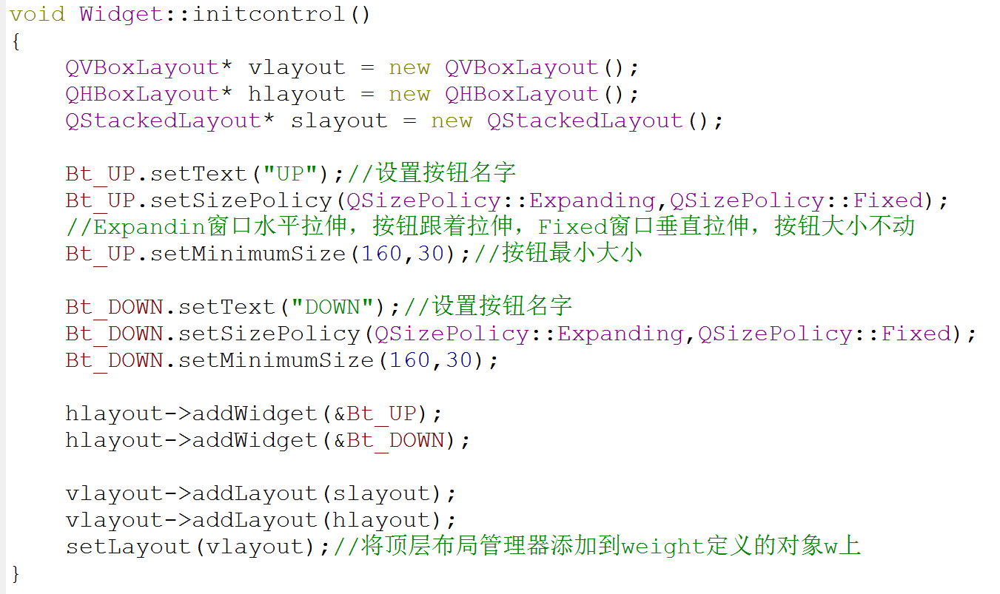 void Widget::initcontrol()
{
    QVBoxLayout* vlayout = new QVBoxLayout();
    QHBoxLayout* hlayout = new QHBoxLayout();
    QStackedLayout* slayout = new QStackedLayout();

    Bt_UP.setText("UP");//设置按钮名字
    Bt_UP.setSizePolicy(QSizePolicy::Expanding,QSizePolicy::Fixed);
    //Expandin窗口水平拉伸，按钮跟着拉伸，Fixed窗口垂直拉伸，按钮大小不动
    Bt_UP.setMinimumSize(160,30);//按钮最小大小

    Bt_DOWN.setText("DOWN");//设置按钮名字
    Bt_DOWN.setSizePolicy(QSizePolicy::Expanding,QSizePolicy::Fixed);
    Bt_DOWN.setMinimumSize(160,30);

    hlayout->addWidget(&Bt_UP);
    hlayout->addWidget(&Bt_DOWN);

    vlayout->addLayout(slayout);
    vlayout->addLayout(hlayout);
    setLayout(vlayout);//将顶层布局管理器添加到weight定义的对象w上
}